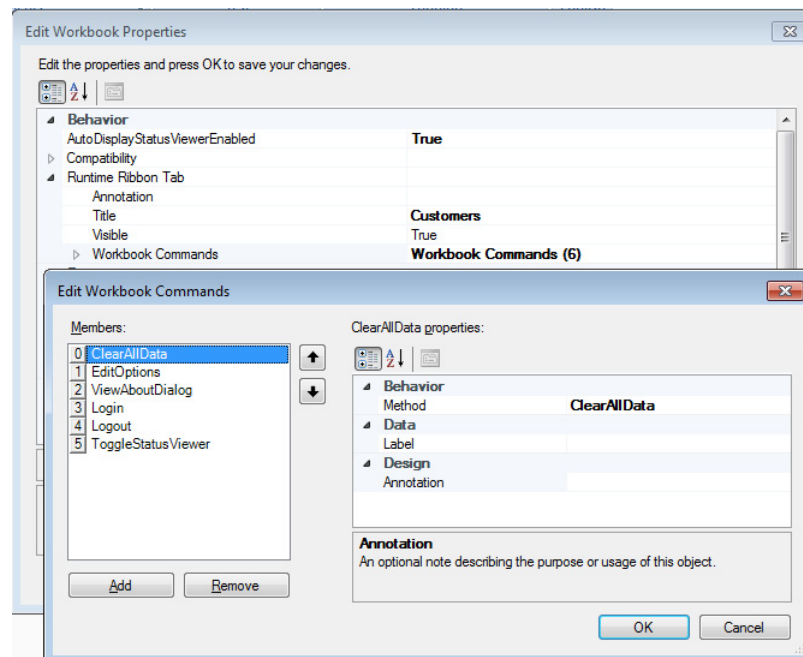 Edit Workbook Properties
Edit the properties and press OK to save your changes.
Behavior
AutoDisplayStatusViewerEnabled True
Compatibility
Runtime Ribbon Tab
Annotation
Title Customers
Visible True
Workbook Commands Workbook Commands (6)
Edit Workbook Commands
Members:
0 ClearAllData
1 EditOptions
2 ViewAboutDialog
3 Login
4 Logout
5 ToggleStatusViewer
Add Remove
ClearAllData properties:
Behavior
Method ClearAllData
Data
Label
Design
Annotation
Annotation
An optional note describing the purpose or usage of this object.
OK Cancel